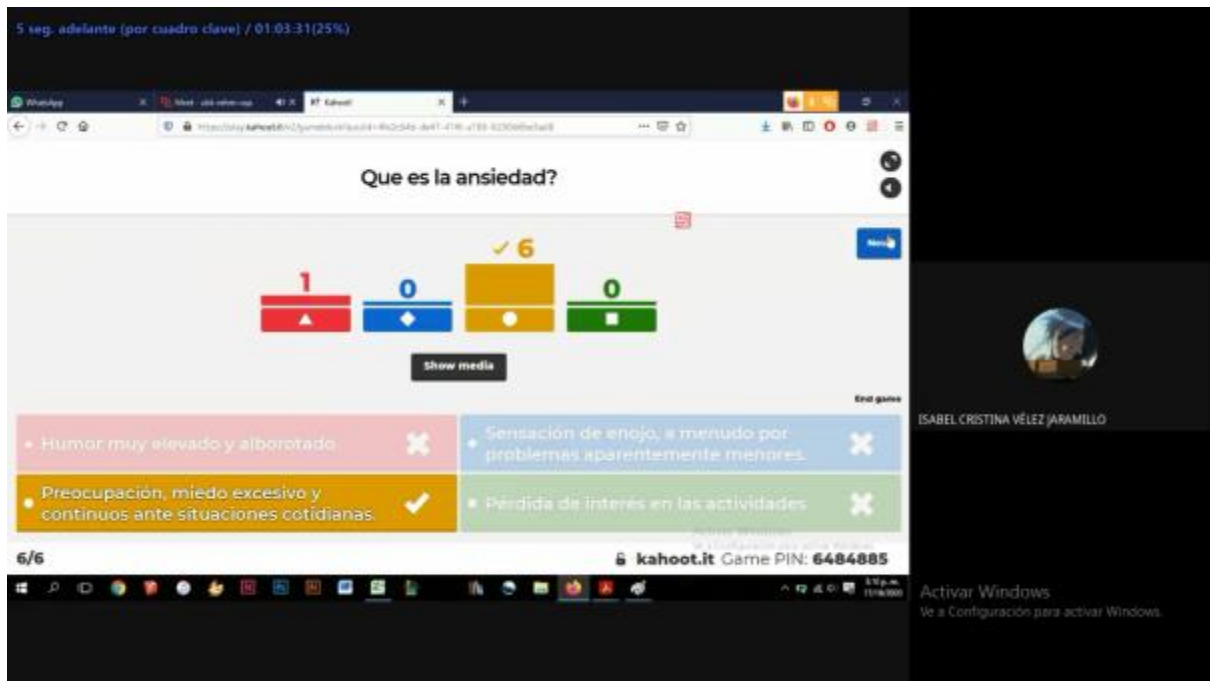 5 seg. adelante (por cuadro clave) / 01:03:31(25%)
WhatsApp
Kahoot!
Que es la ansiedad?
1
0
6
0
Show media
End game
Humor muy elevado y alborotado.
Sensación de enojo, a menudo por
problemas aparentemente menores.
Preocupación, miedo excesivo y
continuos ante situaciones cotidianas.
Pérdida de interés en las actividades
6/6
kahoot.it Game PIN: 6484885
ISABEL CRISTINA VÉLEZ JARAMILLO
Activar Windows
Ve a Configuración para activar Windows.